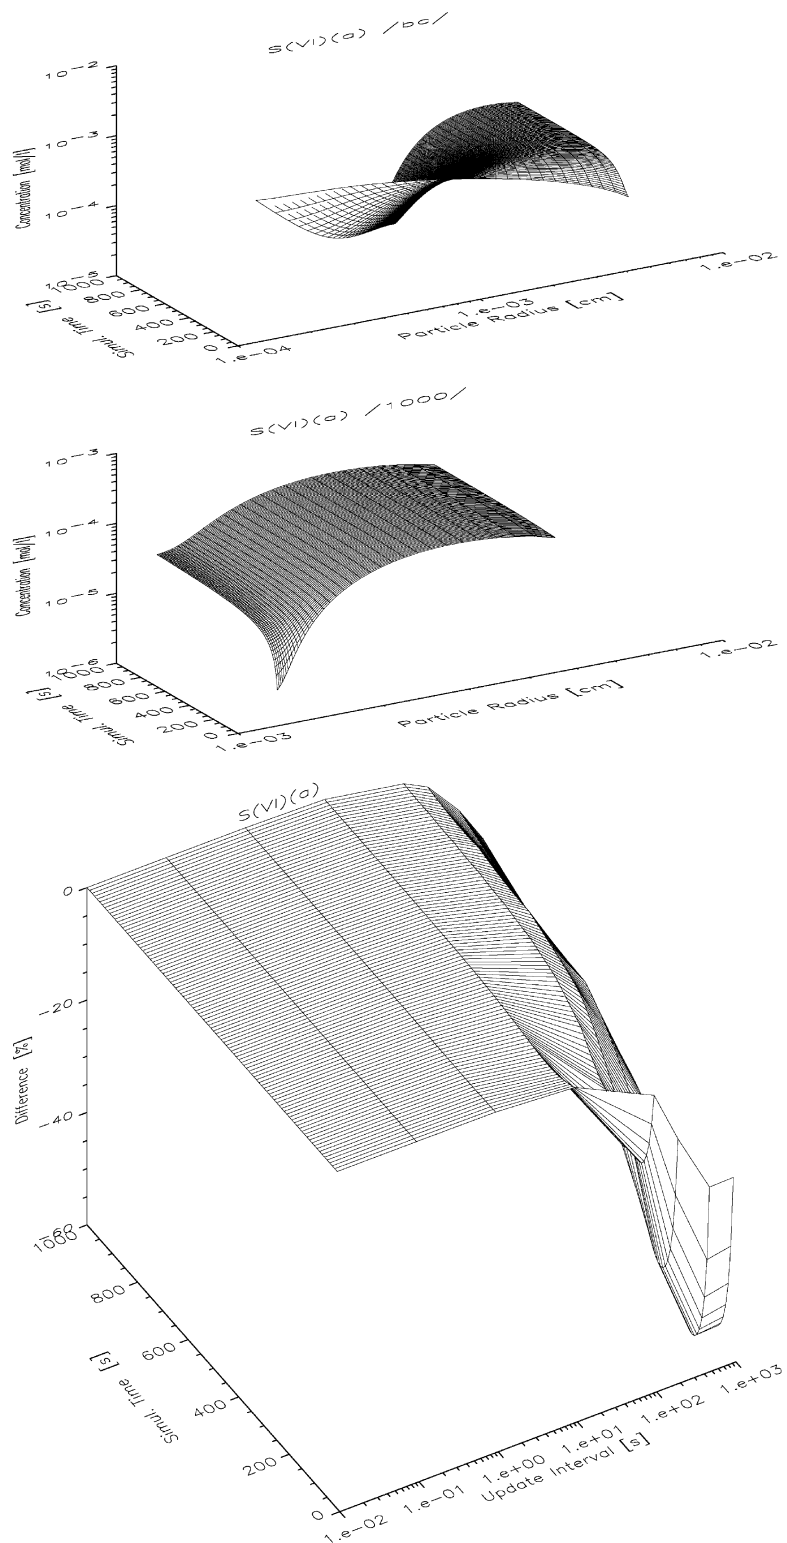 S(VI)(a) /bc/
10−2
10−3
10−4
10−5
Concentration [mol/l]
1000
800
600
400
200
0
Simul. Time [s]
1.e−04
1.e−03
1.e−02
Particle Radius [cm]
S(VI)(a) /1000/
10−3
10−4
10−5
10−6
Concentration [mol/l]
1000
800
600
400
200
0
Simul. Time [s]
1.e−03
1.e−02
Particle Radius [cm]
S(VI)(a)
0
−20
−40
−60
Difference [%]
1000
800
600
400
200
0
Simul. Time [s]
1.e−02
1.e−01
1.e+00
1.e+01
1.e+02
1.e+03
Update Interval [s]